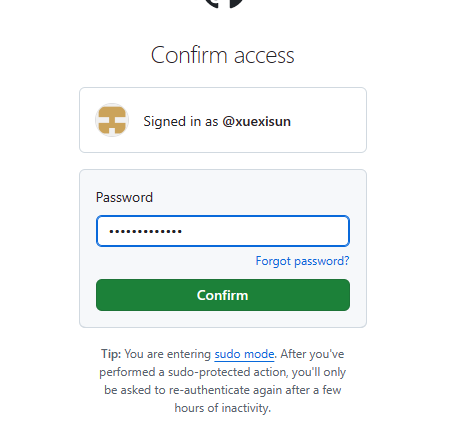 Confirm access
Signed in as @xuexisun
Password
•••••••••••••
Forgot password?
Confirm
Tip: You are entering sudo mode. After you've
performed a sudo-protected action, you'll only
be asked to re-authenticate again after a few
hours of inactivity.